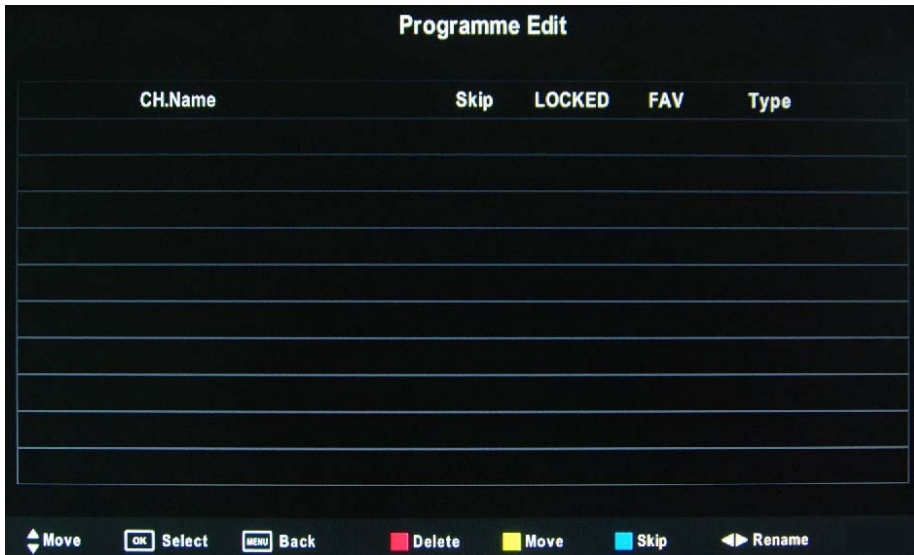 Programme Edit
CH.Name Skip LOCKED FAV Type
Move OK Select MENU Back Delete Move Skip Rename